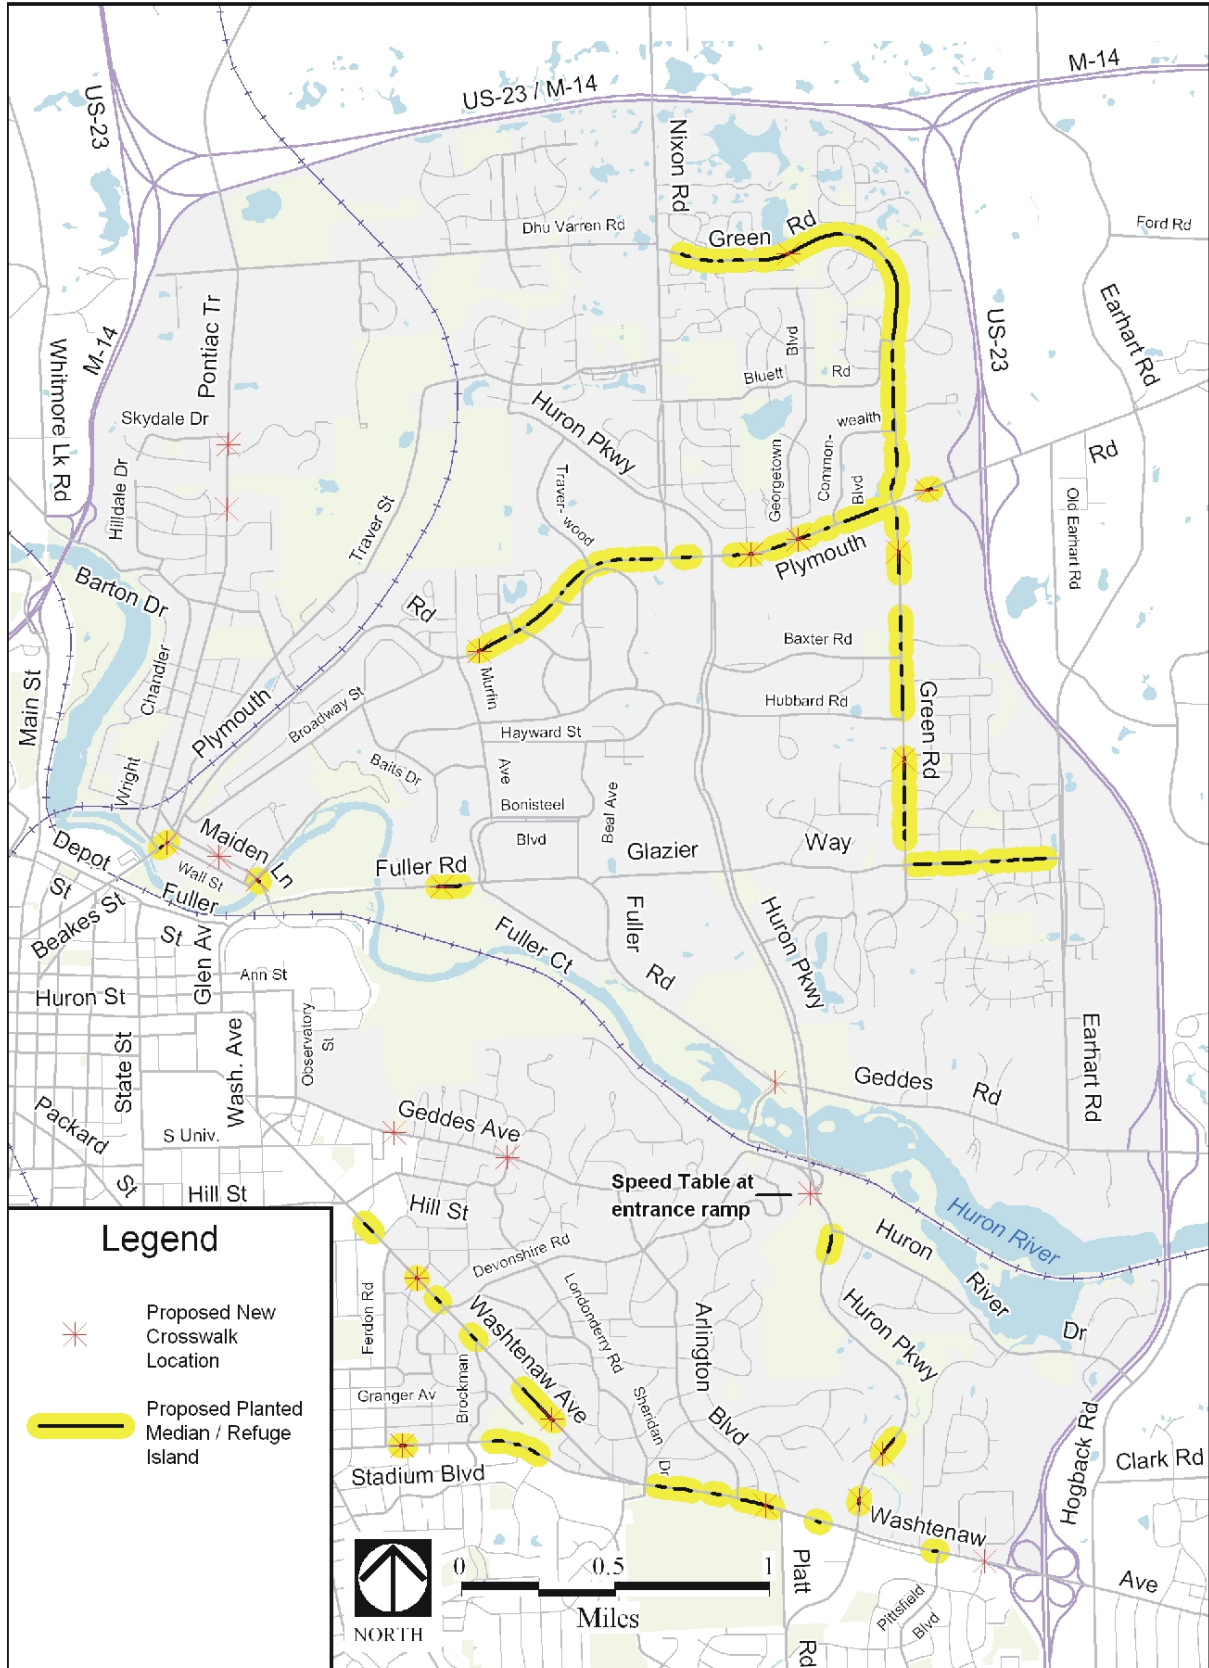 M-14
US-23 / M-14
US-23
Nixon Rd
Dhu Varren Rd
Green Rd
Ford Rd
Pontiac Tr
M-14
Whitmore Lk Rd
US-23
Earhart Rd
Blvd
Bluett Rd
Skydale Dr
Huron Pkwy
Hilldale Dr
Traver-wood
Georgetown
Common-
wealth
Blvd
Rd
Old Earhart Rd
Traver St
Plymouth
Barton Dr
Rd
Baxter Rd
Chandler
Murfin
Green Rd
Main St
Plymouth
Broadway St
Hubbard Rd
Hayward St
Baits Dr
Ave
Wright
Bonisteel
Blvd
Beal Ave
Maiden Ln
Depot
St
Wall St
Fuller Rd
Glazier
Way
Fuller
St
Beakes St
Glen Av
Fuller
Rd
Fuller Ct
Huron Pkwy
Ann St
Huron St
Observatory
St
State St
Wash. Ave
Earhart Rd
Geddes
Rd
Packard
St
Geddes Ave
S Univ.
Hill St
Speed Table at
entrance ramp
Hill St
Huron River
Huron
River
Dr
Devonshire Rd
Legend
Proposed New
Crosswalk
Location
Proposed Planted
Median / Refuge
Island
Ferdon Rd
Washtenaw Ave
Londonderry Rd
Arlington
Blvd
Huron Pkwy
Granger Av
Brockman
Sheridan
Dr
Stadium Blvd
Hogback Rd
Clark Rd
Washtenaw
Ave
Platt
Rd
Pittsfield
Blvd
0 0.5 1
Miles
NORTH